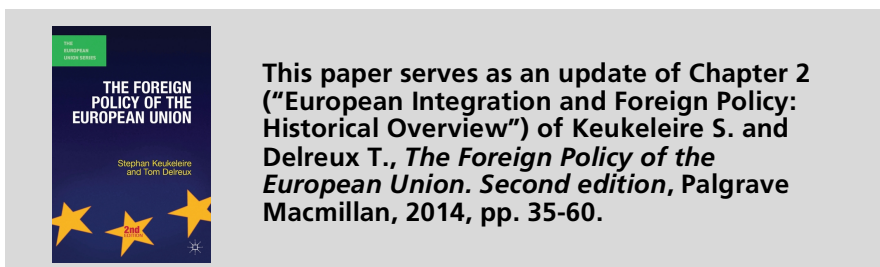 THE
EUROPEAN
UNION SERIES
THE FOREIGN
POLICY OF THE
EUROPEAN UNION
Stephan Keukeleire
and Tom Delreux
2nd
EDITION
This paper serves as an update of Chapter 2
(“European Integration and Foreign Policy:
Historical Overview”) of Keukeleire S. and
Delreux T., The Foreign Policy of the
European Union. Second edition, Palgrave
Macmillan, 2014, pp. 35-60.